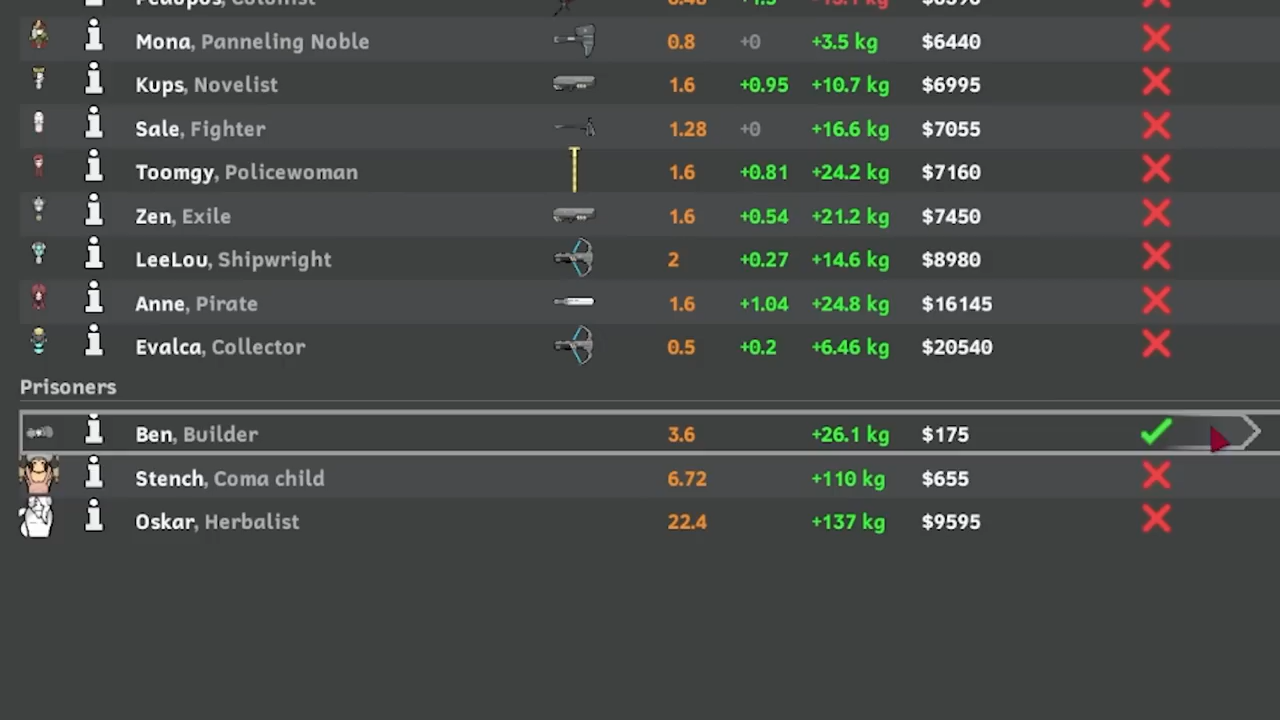 Colonist
Mona, Panneling Noble 0.8 +0 +3.5 kg $6440
Kups, Novelist 1.6 +0.95 +10.7 kg $6995
Sale, Fighter 1.28 +0 +16.6 kg $7055
Toomgy, Policewoman 1.6 +0.81 +24.2 kg $7160
Zen, Exile 1.6 +0.54 +21.2 kg $7450
LeeLou, Shipwright 2 +0.27 +14.6 kg $8980
Anne, Pirate 1.6 +1.04 +24.8 kg $16145
Evalca, Collector 0.5 +0.2 +6.46 kg $20540
Prisoners
Ben, Builder 3.6 +26.1 kg $175
Stench, Coma child 6.72 +110 kg $655
Oskar, Herbalist 22.4 +137 kg $9595